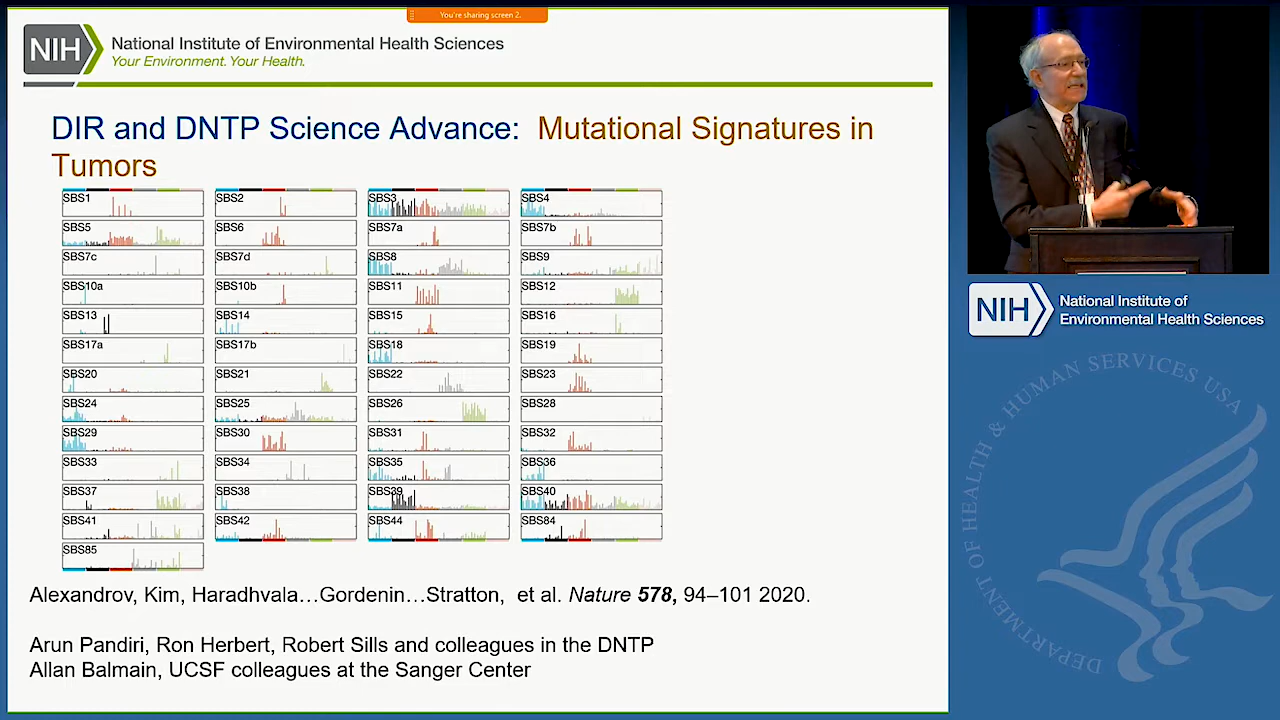 You're sharing screen 2.
NIH
National Institute of Environmental Health Sciences
Your Environment. Your Health.
DIR and DNTP Science Advance: Mutational Signatures in
Tumors
SBS1 SBS2 SBS3 SBS4
SBS5 SBS6 SBS7a SBS7b
SBS7c SBS7d SBS8 SBS9
SBS10a SBS10b SBS11 SBS12
SBS13 SBS14 SBS15 SBS16
SBS17a SBS17b SBS18 SBS19
SBS20 SBS21 SBS22 SBS23
SBS24 SBS25 SBS26 SBS28
SBS29 SBS30 SBS31 SBS32
SBS33 SBS34 SBS35 SBS36
SBS37 SBS38 SBS39 SBS40
SBS41 SBS42 SBS44 SBS84
SBS85
Alexandrov, Kim, Haradhvala…Gordenin…Stratton, et al. Nature 578, 94–101 2020.
Arun Pandiri, Ron Herbert, Robert Sills and colleagues in the DNTP
Allan Balmain, UCSF colleagues at the Sanger Center
NIH
National Institute of
Environmental Health Sciences
DEPARTMENT OF HEALTH & HUMAN SERVICES USA